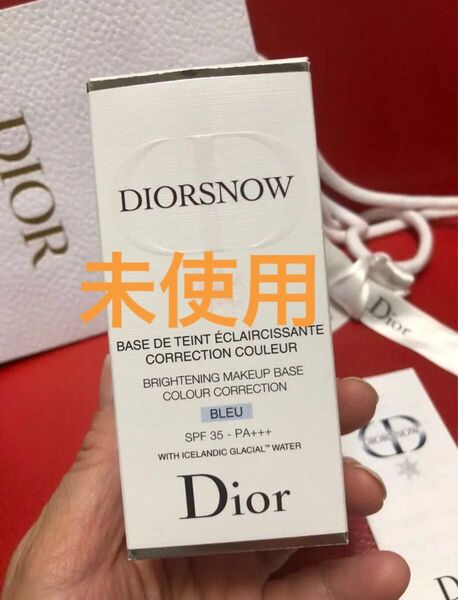 DIOR
DIORSNOW
未使用
BASE DE TEINT ÉCLAIRCISSANTE
CORRECTION COULEUR
BRIGHTENING MAKEUP BASE
COLOUR CORRECTION
BLEU
SPF 35 - PA+++
WITH ICELANDIC GLACIAL™ WATER
Dior
Dior
DIORSNOW